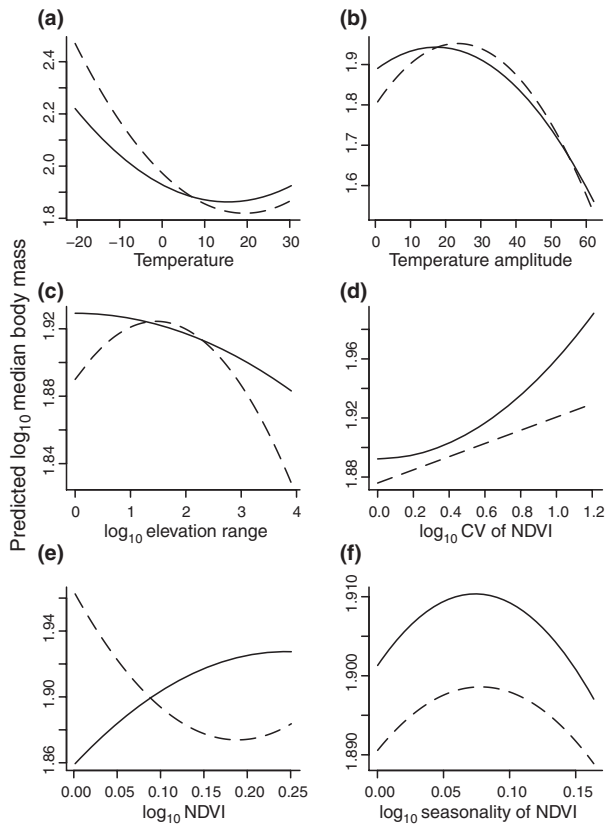 (a)
2.4
2.2
2.0
1.8
−20 −10 0 10 20 30
Temperature
(b)
1.9
1.8
1.7
1.6
0 10 20 30 40 50 60
Temperature amplitude
Predicted log10 median body mass
(c)
1.92
1.88
1.84
0 1 2 3 4
log10 elevation range
(d)
1.96
1.92
1.88
0.0 0.2 0.4 0.6 0.8 1.0 1.2
log10 CV of NDVI
(e)
1.94
1.90
1.86
0.00 0.05 0.10 0.15 0.20 0.25
log10 NDVI
(f)
1.910
1.900
1.890
0.00 0.05 0.10 0.15
log10 seasonality of NDVI